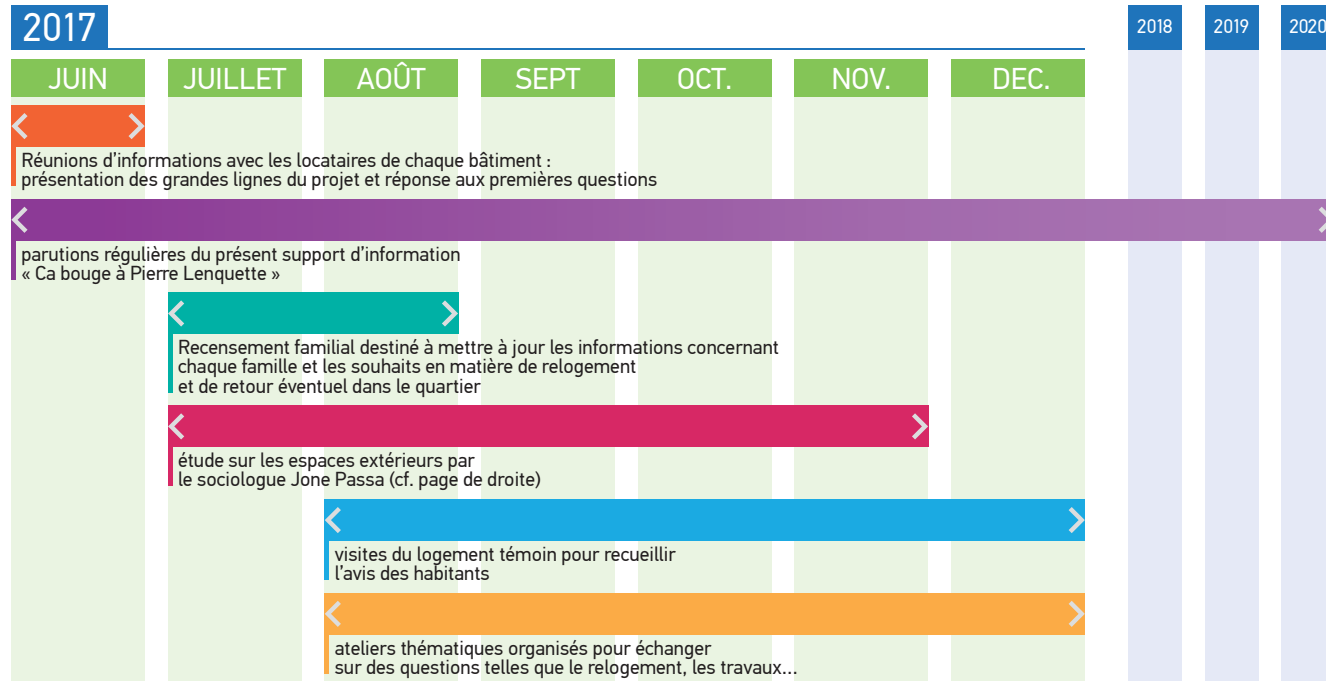 2017
2018 2019 2020
JUIN JUILLET AOÛT SEPT OCT. NOV. DEC.
Réunions d'informations avec les locataires de chaque bâtiment :
présentation des grandes lignes du projet et réponse aux premières questions
parutions régulières du présent support d'information
« Ca bouge à Pierre Lenquette »
Recensement familial destiné à mettre à jour les informations concernant
chaque famille et les souhaits en matière de relogement
et de retour éventuel dans le quartier
étude sur les espaces extérieurs par
le sociologue Jone Passa (cf. page de droite)
visites du logement témoin pour recueillir
l'avis des habitants
ateliers thématiques organisés pour échanger
sur des questions telles que le relogement, les travaux...